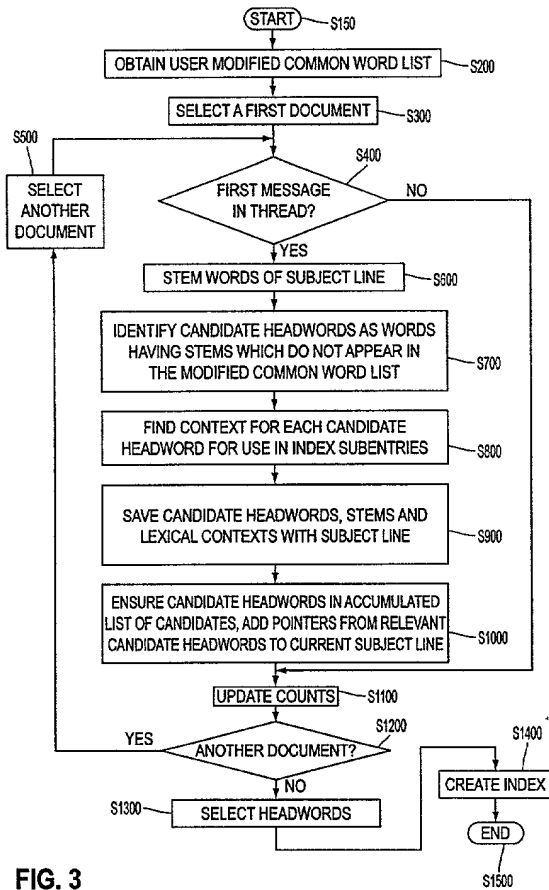 START
S150
OBTAIN USER MODIFIED COMMON WORD LIST
S200
SELECT A FIRST DOCUMENT
S300
S500
SELECT
ANOTHER
DOCUMENT
S400
FIRST MESSAGE
IN THREAD?
NO
YES
STEM WORDS OF SUBJECT LINE
S600
IDENTIFY CANDIDATE HEADWORDS AS WORDS
HAVING STEMS WHICH DO NOT APPEAR IN
THE MODIFIED COMMON WORD LIST
S700
FIND CONTEXT FOR EACH CANDIDATE
HEADWORD FOR USE IN INDEX SUBENTRIES
S800
SAVE CANDIDATE HEADWORDS, STEMS AND
LEXICAL CONTEXTS WITH SUBJECT LINE
S900
ENSURE CANDIDATE HEADWORDS IN ACCUMULATED
LIST OF CANDIDATES, ADD POINTERS FROM RELEVANT
CANDIDATE HEADWORDS TO CURRENT SUBJECT LINE
S1000
UPDATE COUNTS
S1100
YES
ANOTHER DOCUMENT?
S1200
NO
S1300
SELECT HEADWORDS
S1400
CREATE INDEX
END
S1500
FIG. 3